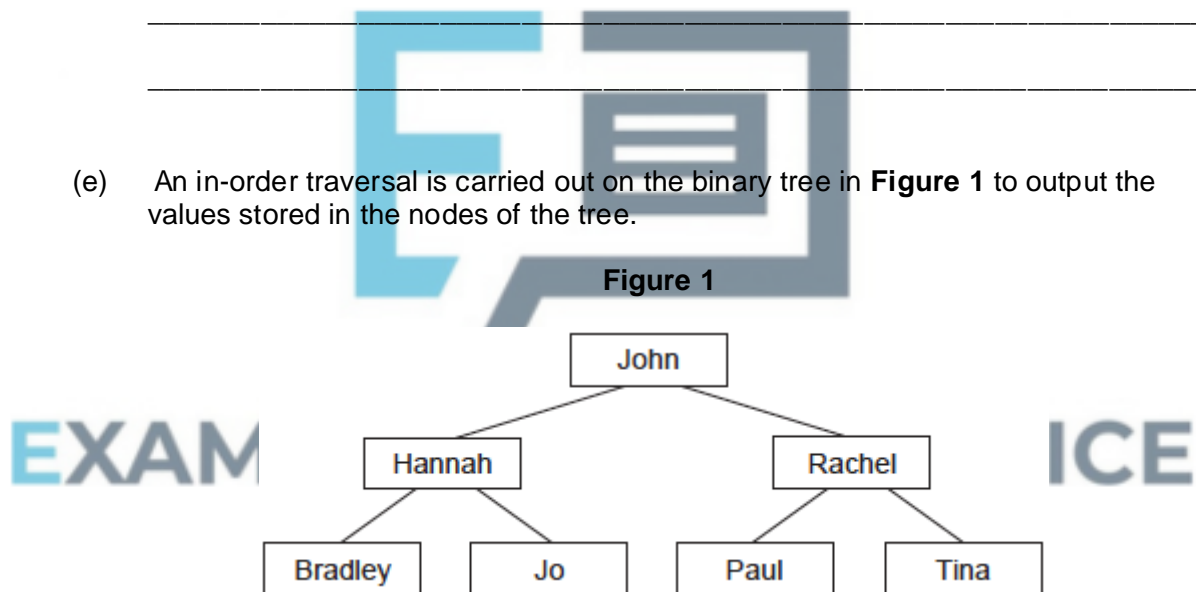 (e) An in-order traversal is carried out on the binary tree in Figure 1 to output the
values stored in the nodes of the tree.
Figure 1
John
EXAM ICE
Hannah Rachel
Bradley Jo Paul Tina